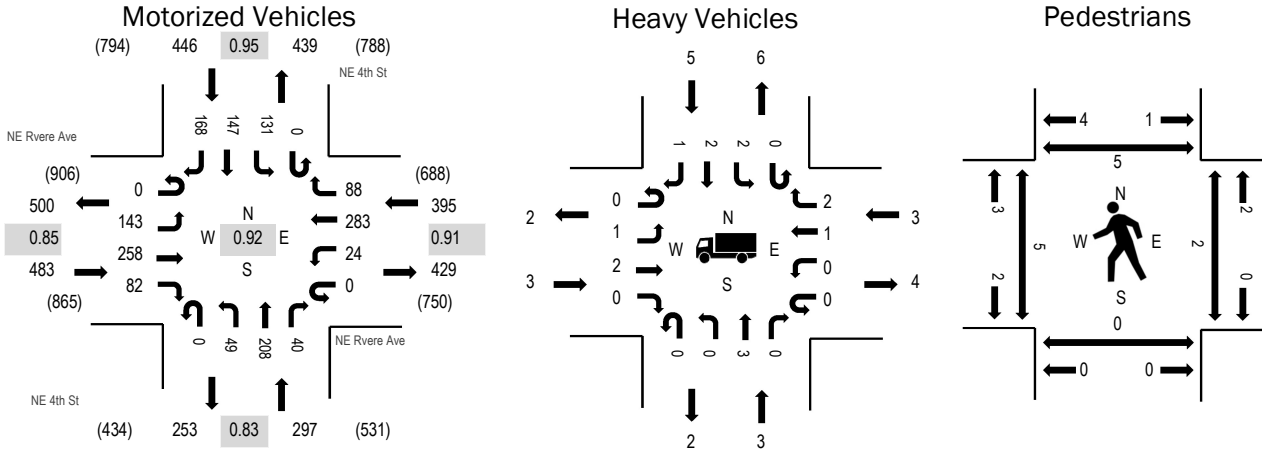 Motorized Vehicles
(794) 446 0.95 439 (788)
NE 4th St
NE Rvere Ave
168 147 131 0
(906) 0 88 (688)
500 143 283 395
0.85 W N 0.92 E S 0.91
483 258 24 429
(865) 82 0 (750)
0 49 208 40
NE Rvere Ave
NE 4th St
(434) 253 0.83 297 (531)
Heavy Vehicles
5 6
1 2 2 0
0 2
2 1 N 1 3
W E
3 2 S 0 4
0 0
0 0 3 0
2 3
Pedestrians
4 1
5
3 N 2
5 W E 2
2 S 0
0
0 0